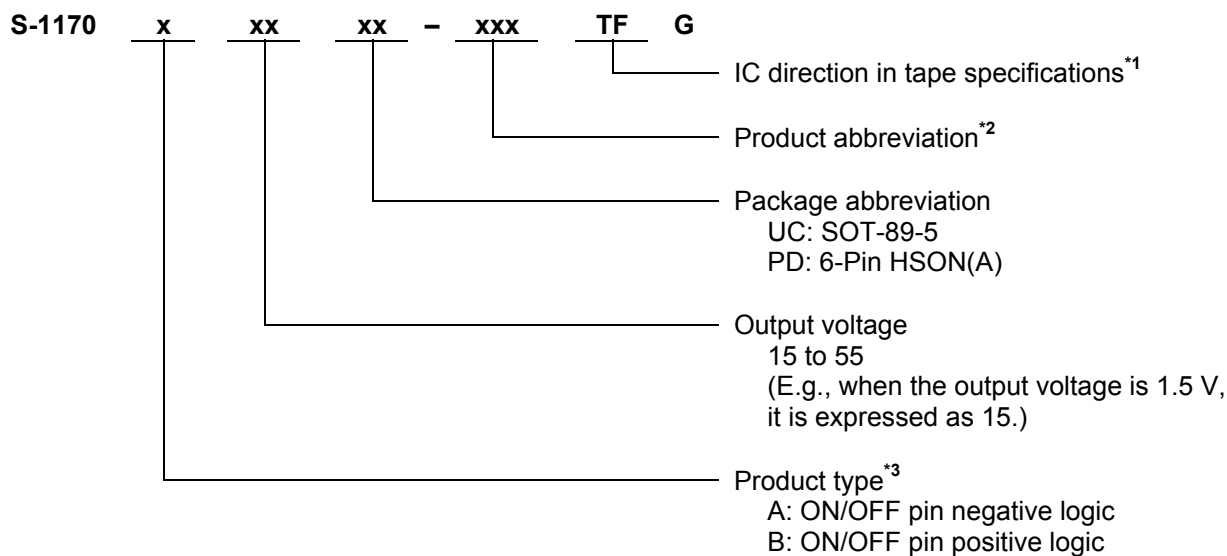 S-1170 x xx xx – xxx TF G
IC direction in tape specifications*1
Product abbreviation*2
Package abbreviation
UC: SOT-89-5
PD: 6-Pin HSON(A)
Output voltage
15 to 55
(E.g., when the output voltage is 1.5 V,
it is expressed as 15.)
Product type*3
A: ON/OFF pin negative logic
B: ON/OFF pin positive logic